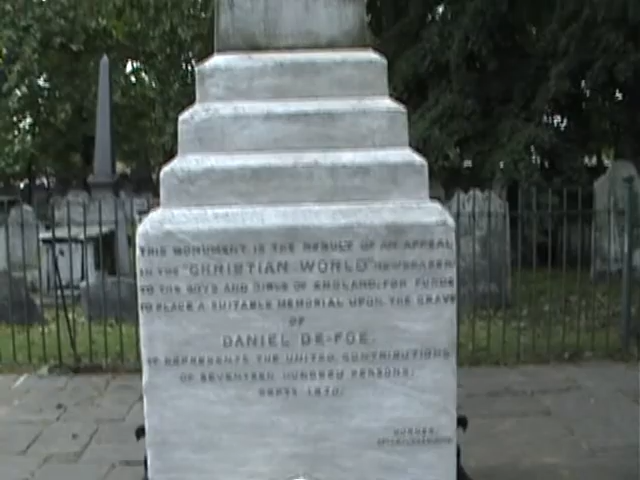 THIS MONUMENT IS THE RESULT OF AN APPEAL
IN THE "CHRISTIAN WORLD" NEWSPAPER
TO THE BOYS AND GIRLS OF ENGLAND, FOR FUNDS
TO PLACE A SUITABLE MEMORIAL UPON THE GRAVE
OF
DANIEL DE-FOE.
IT REPRESENTS THE UNITED CONTRIBUTIONS
OF SEVENTEEN HUNDRED PERSONS.
SEPT. 1870.